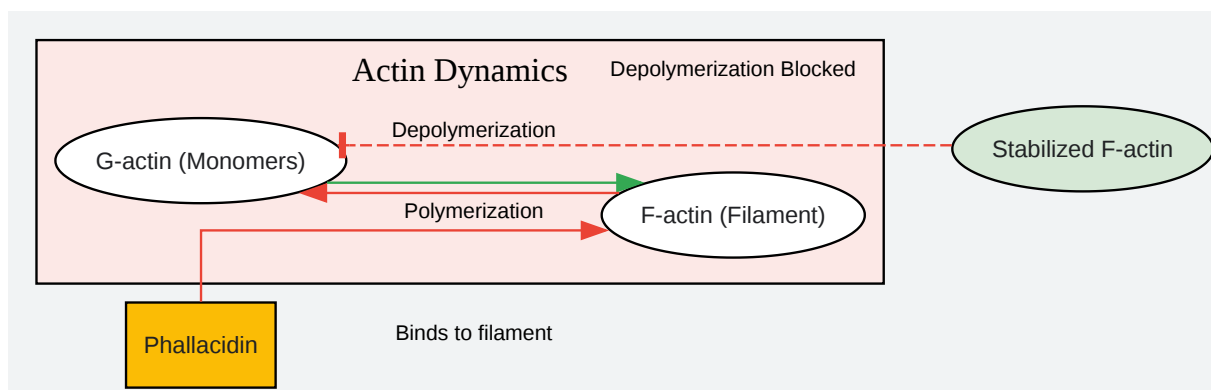 Actin Dynamics
Depolymerization Blocked
Depolymerization
G-actin (Monomers)
Stabilized F-actin
Polymerization
F-actin (Filament)
Phallacidin
Binds to filament